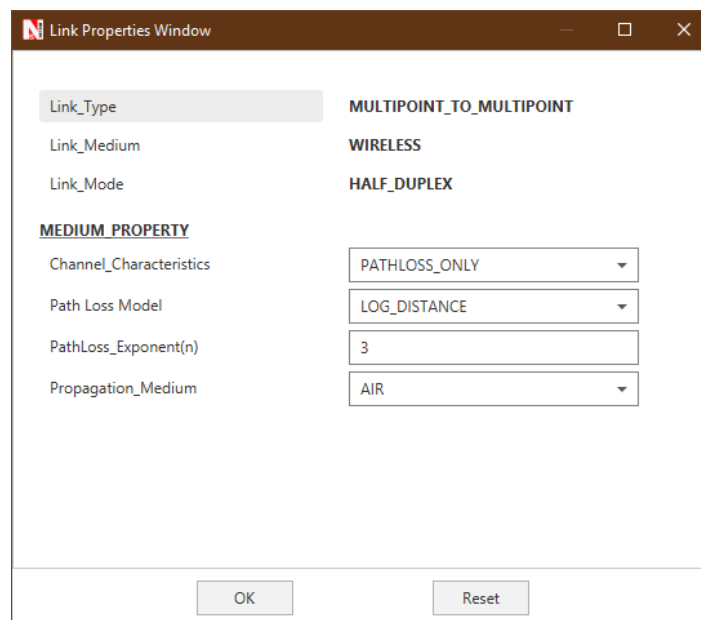 Link Properties Window
Link_Type MULTIPOINT_TO_MULTIPOINT
Link_Medium WIRELESS
Link_Mode HALF_DUPLEX
MEDIUM_PROPERTY
Channel_Characteristics PATHLOSS_ONLY
Path Loss Model LOG_DISTANCE
PathLoss_Exponent(n) 3
Propagation_Medium AIR
OK Reset